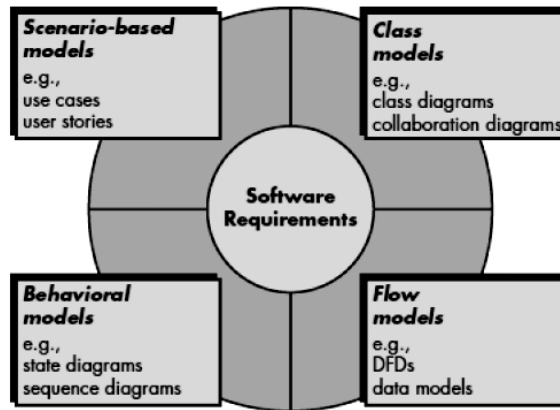 Scenario-based
models
e.g.,
use cases
user stories
Class
models
e.g.,
class diagrams
collaboration diagrams
Software
Requirements
Behavioral
models
e.g.,
state diagrams
sequence diagrams
Flow
models
e.g.,
DFDs
data models